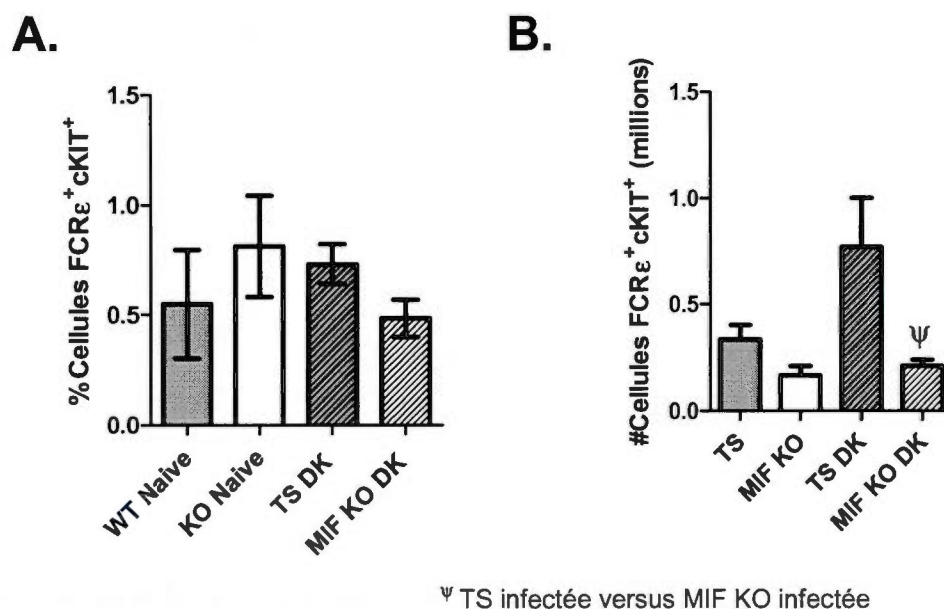 A.
%Cellules FCRε⁺cKIT⁺
1.5
1.0
0.5
0.0
WT Naive
KO Naive
TS DK
MIF KO DK
B.
#Cellules FCRε⁺cKIT⁺ (millions)
1.5
1.0
0.5
0.0
Ψ
TS
MIF KO
TS DK
MIF KO DK
Ψ TS infectée versus MIF KO infectée